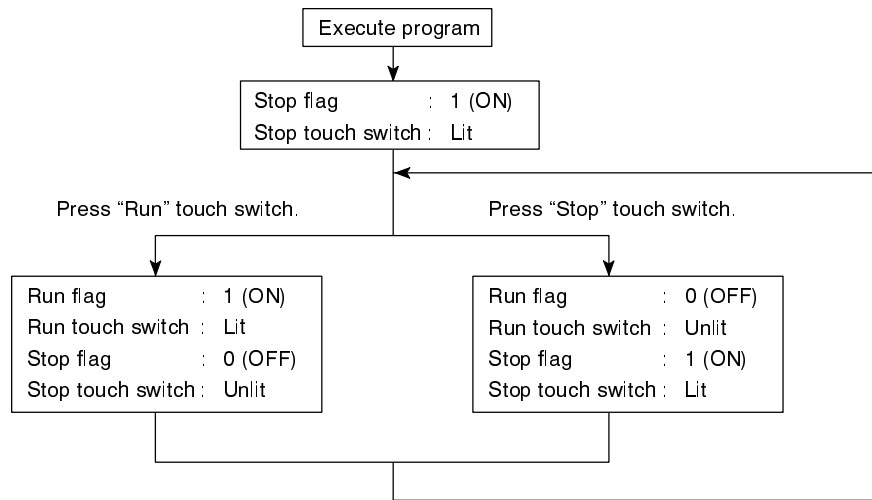 Execute program
Stop flag : 1 (ON)
Stop touch switch : Lit
Press “Run” touch switch.
Press “Stop” touch switch.
Run flag : 1 (ON)
Run touch switch : Lit
Stop flag : 0 (OFF)
Stop touch switch : Unlit
Run flag : 0 (OFF)
Run touch switch : Unlit
Stop flag : 1 (ON)
Stop touch switch : Lit